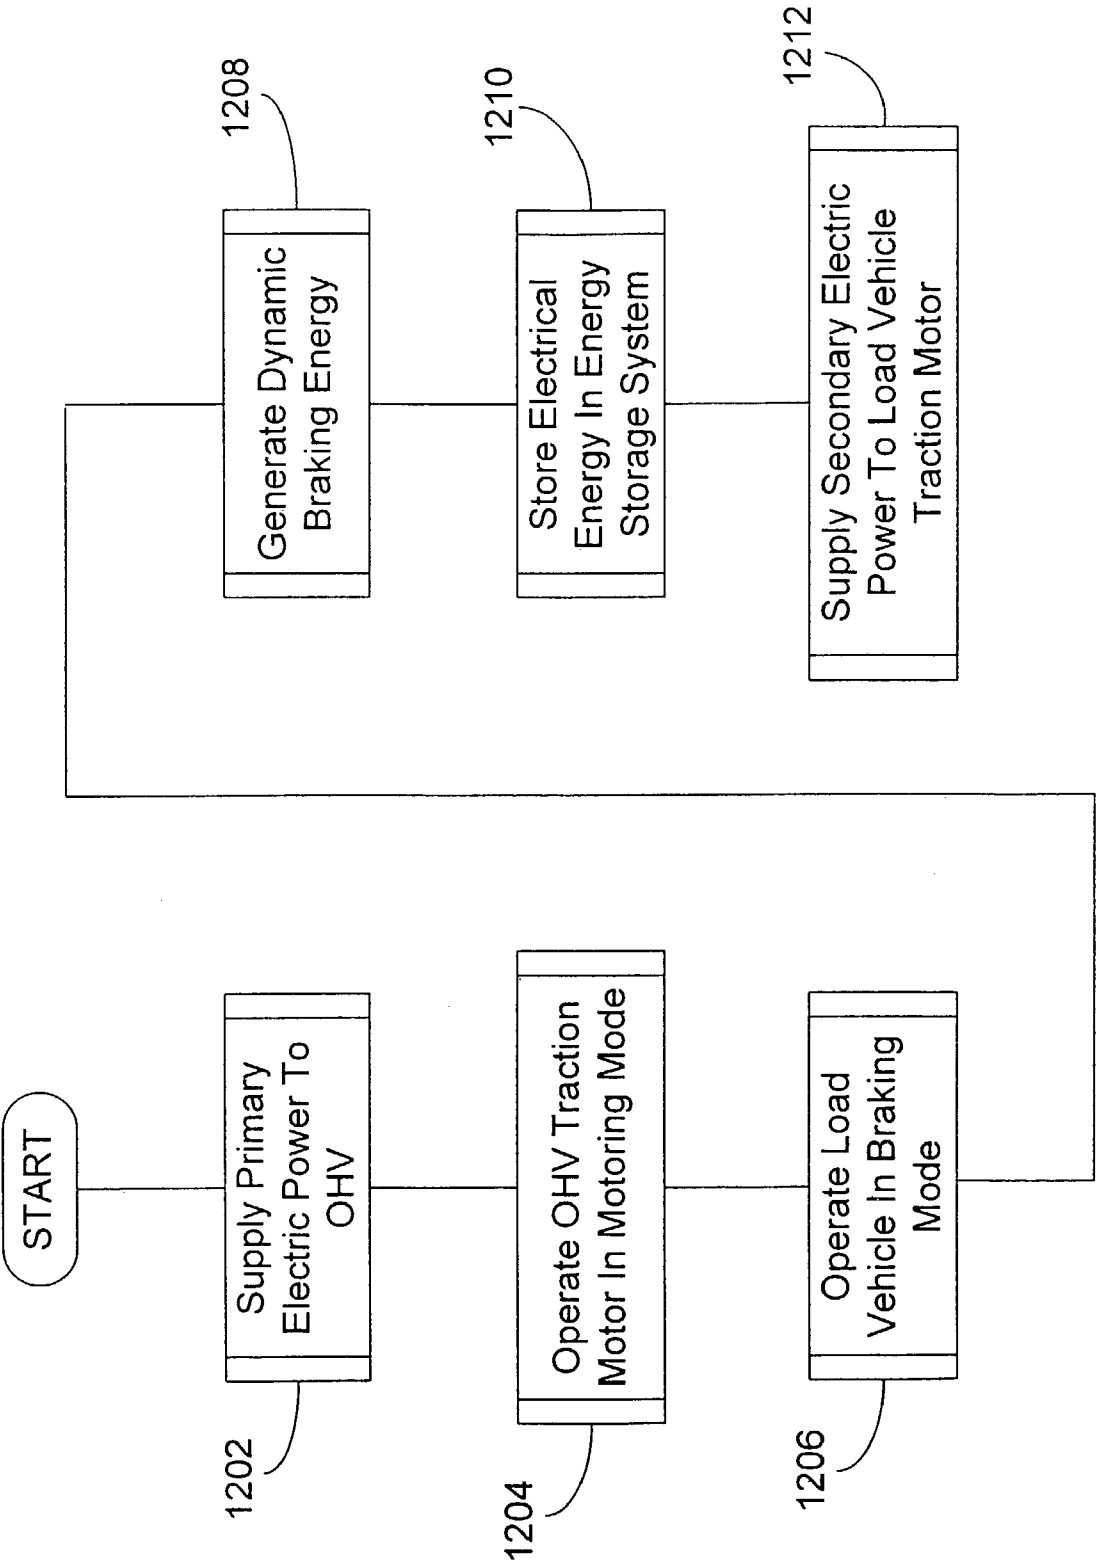 START
Supply Primary
Electric Power To
OHV
1202
Operate OHV Traction
Motor In Motoring Mode
1204
Operate Load
Vehicle In Braking
Mode
1206
Generate Dynamic
Braking Energy
1208
Store Electrical
Energy In Energy
Storage System
1210
Supply Secondary Electric
Power To Load Vehicle
Traction Motor
1212